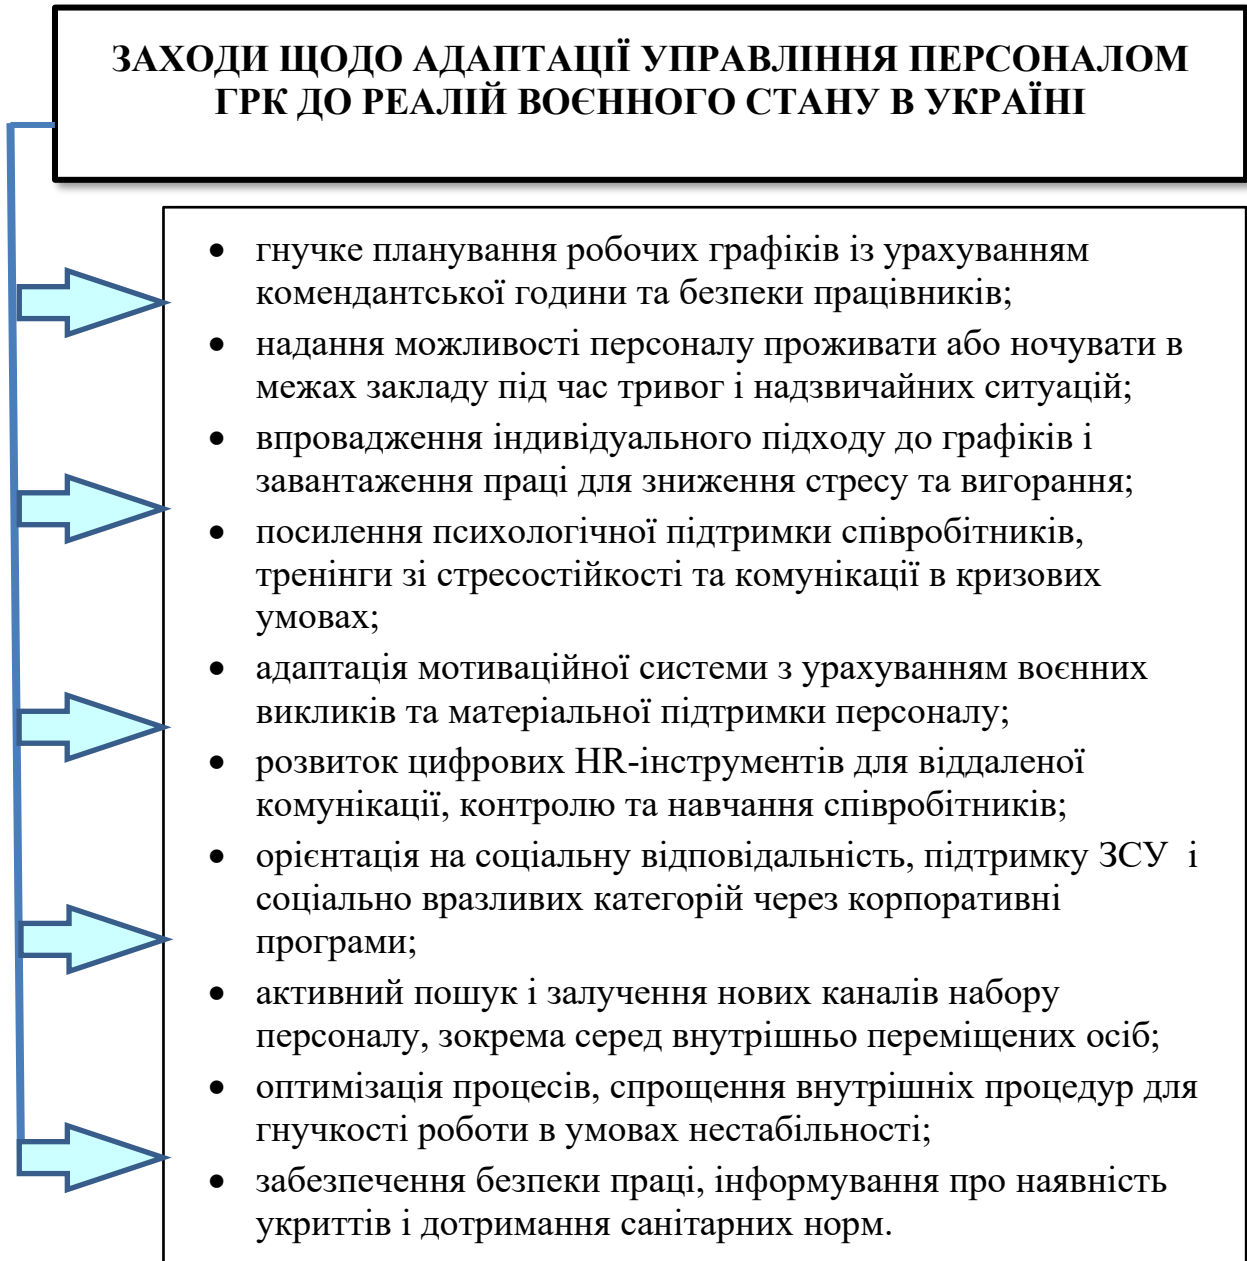 ЗАХОДИ ЩОДО АДАПТАЦІЇ УПРАВЛІННЯ ПЕРСОНАЛОМ
ГРК ДО РЕАЛІЙ ВОЄННОГО СТАНУ В УКРАЇНІ
• гнучке планування робочих графіків із урахуванням
комендантської години та безпеки працівників;
• надання можливості персоналу проживати або ночувати в
межах закладу під час тривог і надзвичайних ситуацій;
• впровадження індивідуального підходу до графіків і
завантаження праці для зниження стресу та вигорання;
• посилення психологічної підтримки співробітників,
тренінги зі стресостійкості та комунікації в кризових
умовах;
• адаптація мотиваційної системи з урахуванням воєнних
викликів та матеріальної підтримки персоналу;
• розвиток цифрових HR-інструментів для віддаленої
комунікації, контролю та навчання співробітників;
• орієнтація на соціальну відповідальність, підтримку ЗСУ і
соціально вразливих категорій через корпоративні
програми;
• активний пошук і залучення нових каналів набору
персоналу, зокрема серед внутрішньо переміщених осіб;
• оптимізація процесів, спрощення внутрішніх процедур для
гнучкості роботи в умовах нестабільності;
• забезпечення безпеки праці, інформування про наявність
укриттів і дотримання санітарних норм.